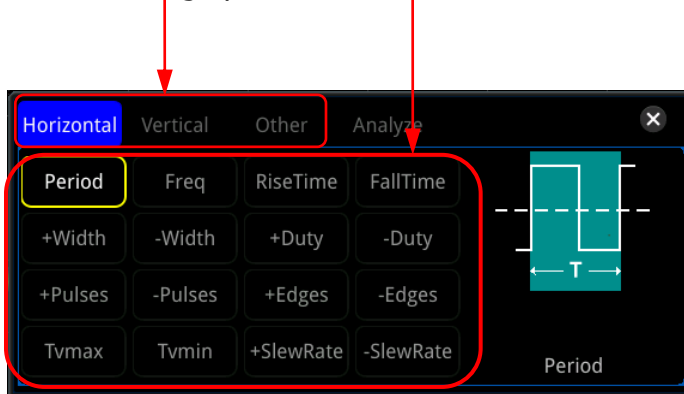 Horizontal Vertical Other Analyze
Period Freq RiseTime FallTime
+Width -Width +Duty -Duty
T
+Pulses -Pulses +Edges -Edges
Tvmax Tvmin +SlewRate -SlewRate
Period